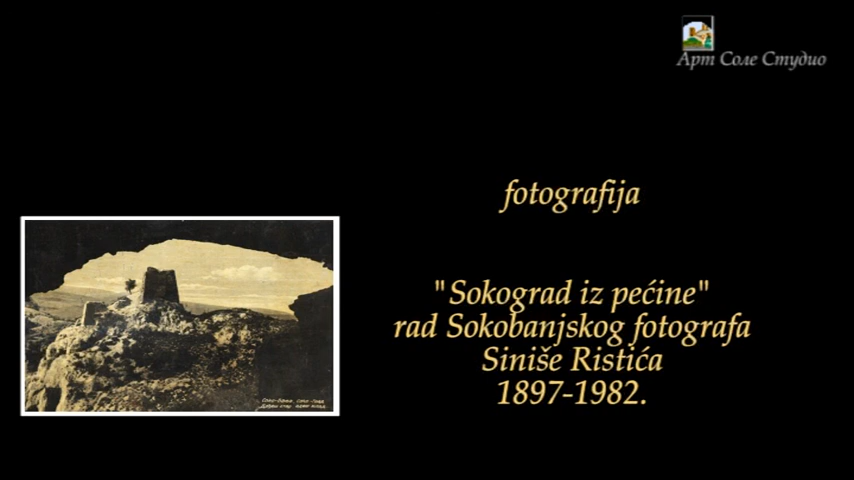 Арт Соле Студио
fotografija
"Sokograd iz pećine"
rad Sokobanjskog fotografa
Siniše Ristića
1897-1982.